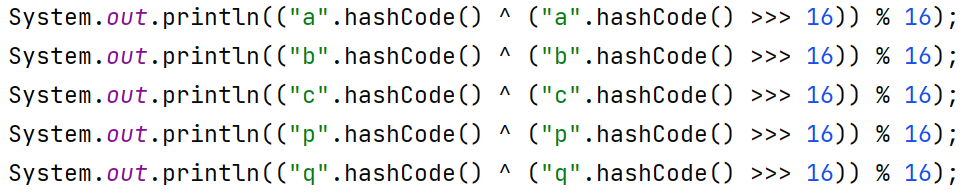 System.out.println(("a".hashCode() ^ ("a".hashCode() >>> 16)) % 16);
System.out.println(("b".hashCode() ^ ("b".hashCode() >>> 16)) % 16);
System.out.println(("c".hashCode() ^ ("c".hashCode() >>> 16)) % 16);
System.out.println(("p".hashCode() ^ ("p".hashCode() >>> 16)) % 16);
System.out.println(("q".hashCode() ^ ("q".hashCode() >>> 16)) % 16);